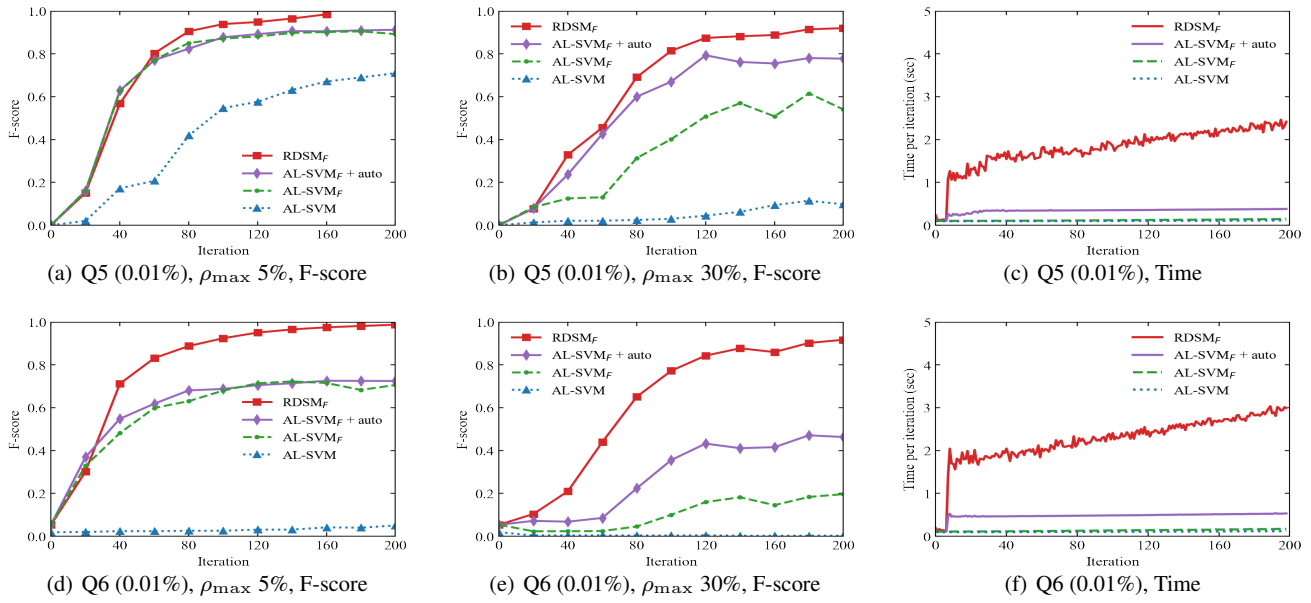 1.0
0.8
0.6
0.4
0.2
0.0
F-score
RDSM_F
AL-SVM_F + auto
AL-SVM_F
AL-SVM
0 40 80 120 160 200
Iteration
(a) Q5 (0.01%), ρmax 5%, F-score
1.0
0.8
0.6
0.4
0.2
0.0
F-score
RDSM_F
AL-SVM_F + auto
AL-SVM_F
AL-SVM
0 40 80 120 160 200
Iteration
(b) Q5 (0.01%), ρmax 30%, F-score
5
4
3
2
1
0
Time per iteration (sec)
RDSM_F
AL-SVM_F + auto
AL-SVM_F
AL-SVM
0 40 80 120 160 200
Iteration
(c) Q5 (0.01%), Time
1.0
0.8
0.6
0.4
0.2
0.0
F-score
RDSM_F
AL-SVM_F + auto
AL-SVM_F
AL-SVM
0 40 80 120 160 200
Iteration
(d) Q6 (0.01%), ρmax 5%, F-score
1.0
0.8
0.6
0.4
0.2
0.0
F-score
RDSM_F
AL-SVM_F + auto
AL-SVM_F
AL-SVM
0 40 80 120 160 200
Iteration
(e) Q6 (0.01%), ρmax 30%, F-score
5
4
3
2
1
0
Time per iteration (sec)
RDSM_F
AL-SVM_F + auto
AL-SVM_F
AL-SVM
0 40 80 120 160 200
Iteration
(f) Q6 (0.01%), Time